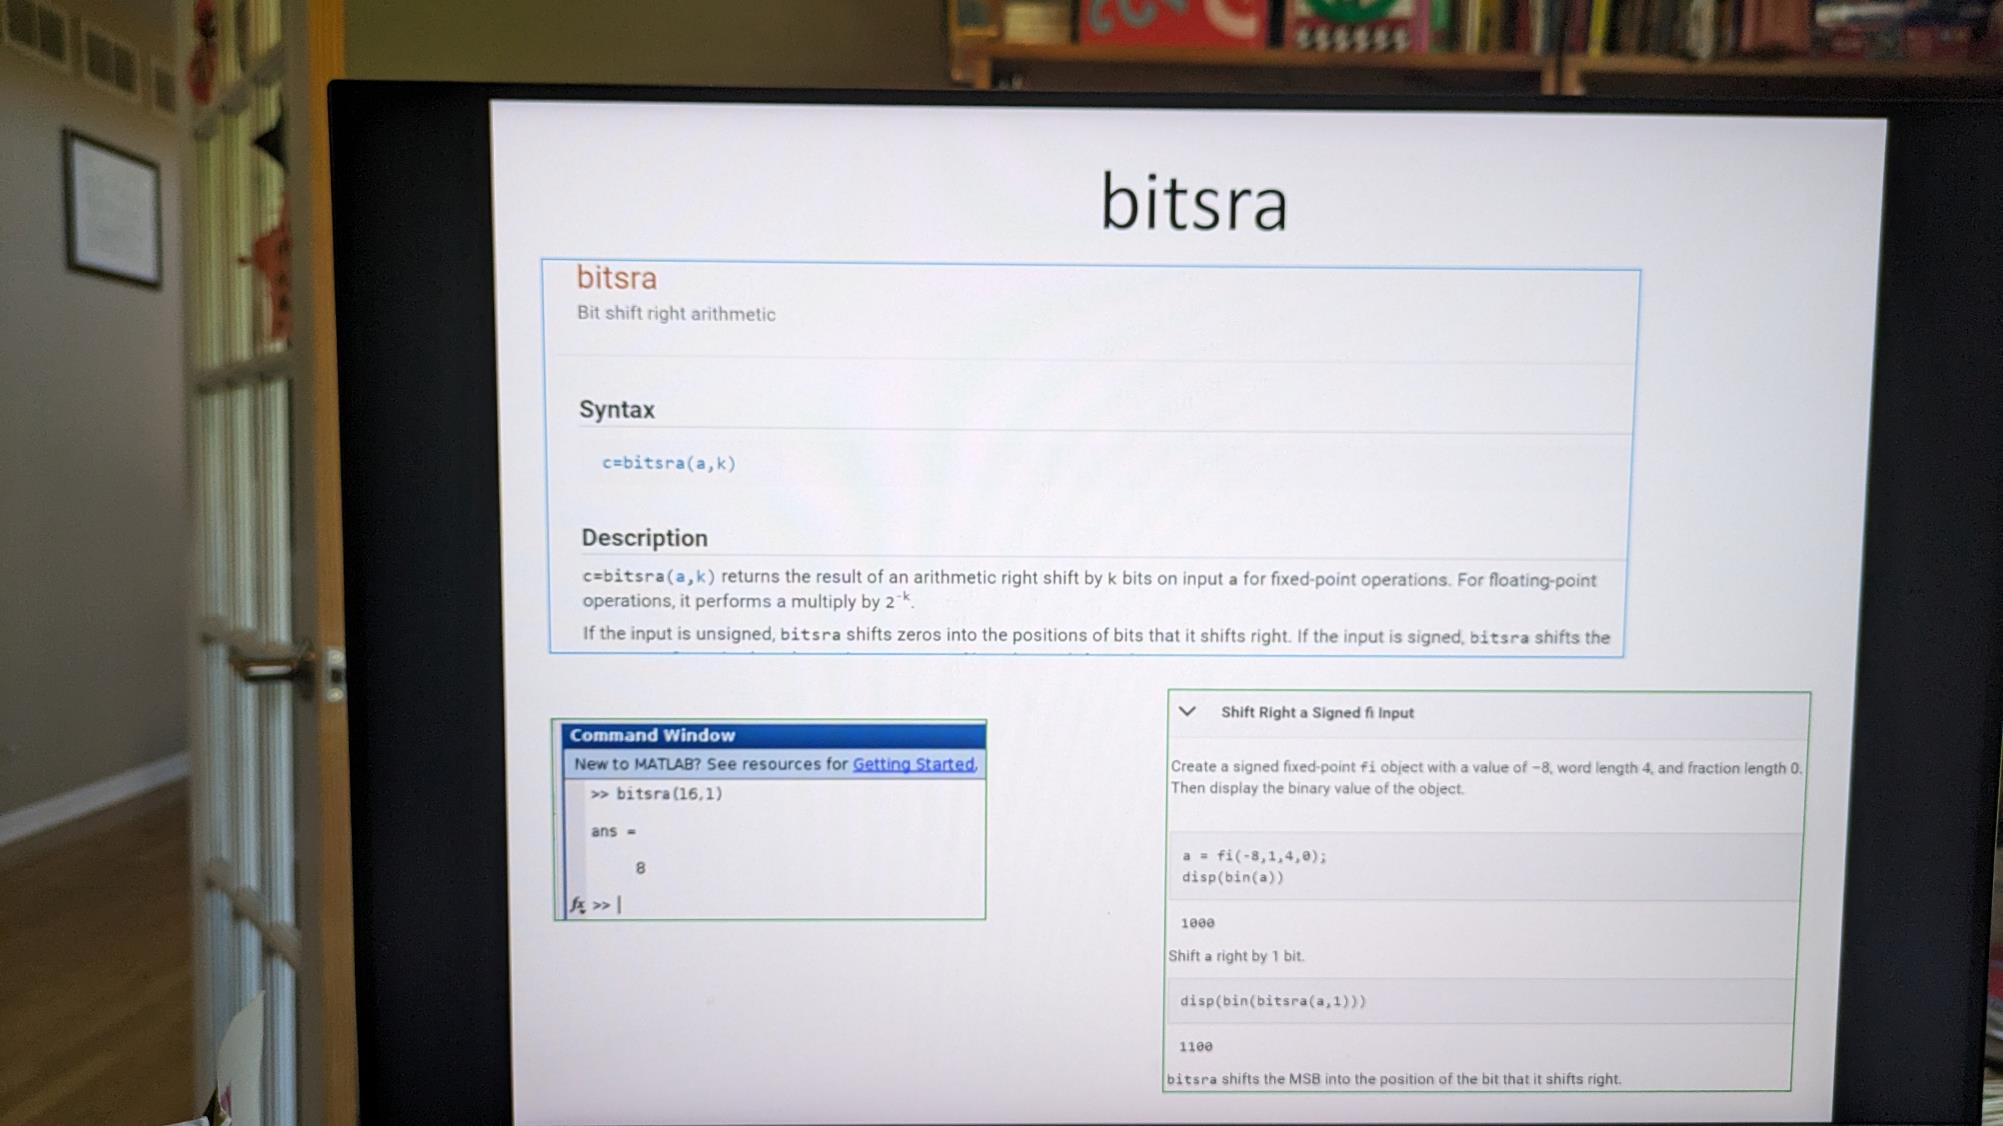 bitsra
bitsra
Bit shift right arithmetic
Syntax
c=bitsra(a,k)
Description
c=bitsra(a,k) returns the result of an arithmetic right shift by k bits on input a for fixed-point operations. For floating-point
operations, it performs a multiply by 2⁻ᵏ.
If the input is unsigned, bitsra shifts zeros into the positions of bits that it shifts right. If the input is signed, bitsra shifts the
Command Window
New to MATLAB? See resources for Getting Started.
>> bitsra(16,1)
ans =
8
fx >> |
Shift Right a Signed fi Input
Create a signed fixed-point fi object with a value of −8, word length 4, and fraction length 0.
Then display the binary value of the object.
a = fi(-8,1,4,0);
disp(bin(a))
1000
Shift a right by 1 bit.
disp(bin(bitsra(a,1)))
1100
bitsra shifts the MSB into the position of the bit that it shifts right.